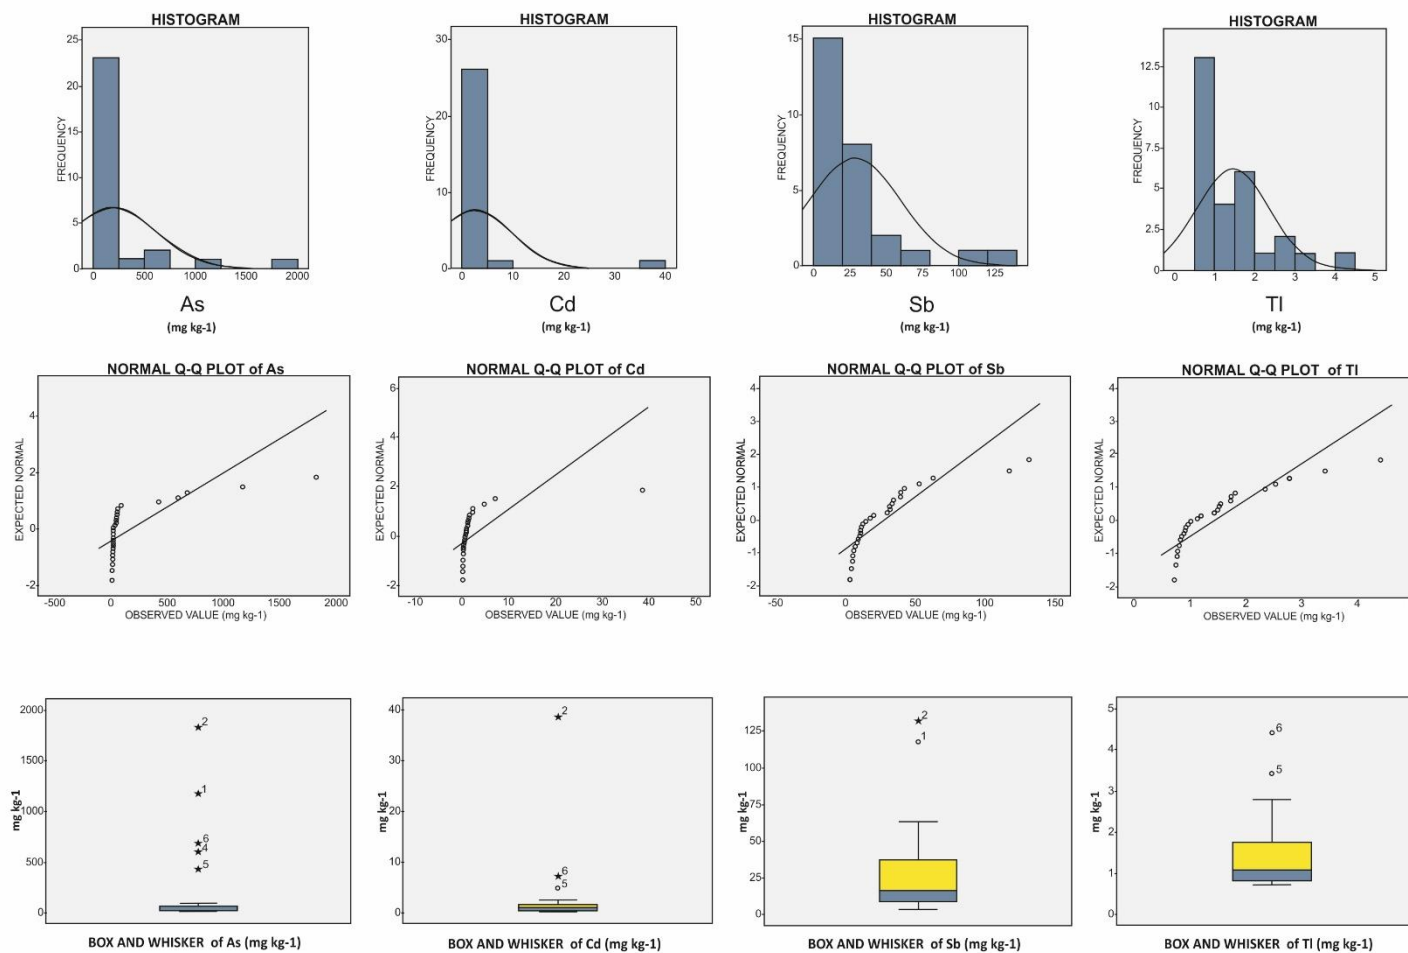 HISTOGRAM
25
20
15
10
5
0
FREQUENCY
0 500 1000 1500 2000
As
(mg kg-1)
HISTOGRAM
30
20
10
0
FREQUENCY
0 10 20 30 40
Cd
(mg kg-1)
HISTOGRAM
15
10
5
0
FREQUENCY
0 25 50 75 100 125
Sb
(mg kg-1)
HISTOGRAM
12.5
10
7.5
5
2.5
0
FREQUENCY
0 1 2 3 4 5
Tl
(mg kg-1)
NORMAL Q-Q PLOT of As
4
2
0
-2
EXPECTED NORMAL
-500 0 500 1000 1500 2000
OBSERVED VALUE (mg kg-1)
NORMAL Q-Q PLOT of Cd
6
4
2
0
-2
EXPECTED NORMAL
-10 0 10 20 30 40 50
OBSERVED VALUE (mg kg-1)
NORMAL Q-Q PLOT of Sb
4
3
2
1
0
-1
-2
EXPECTED NORMAL
-50 0 50 100 150
OBSERVED VALUE (mg kg-1)
NORMAL Q-Q PLOT of Tl
4
3
2
1
0
-1
-2
EXPECTED NORMAL
0 1 2 3 4
OBSERVED VALUE (mg kg-1)
2000
1500
1000
500
0
mg kg-1
2
1
6
4
5
BOX AND WHISKER of As (mg kg-1)
40
30
20
10
0
mg kg-1
2
6
5
BOX AND WHISKER of Cd (mg kg-1)
125
100
75
50
25
0
mg kg-1
2
1
BOX AND WHISKER of Sb (mg kg-1)
5
4
3
2
1
0
mg kg-1
6
5
BOX AND WHISKER of Tl (mg kg-1)